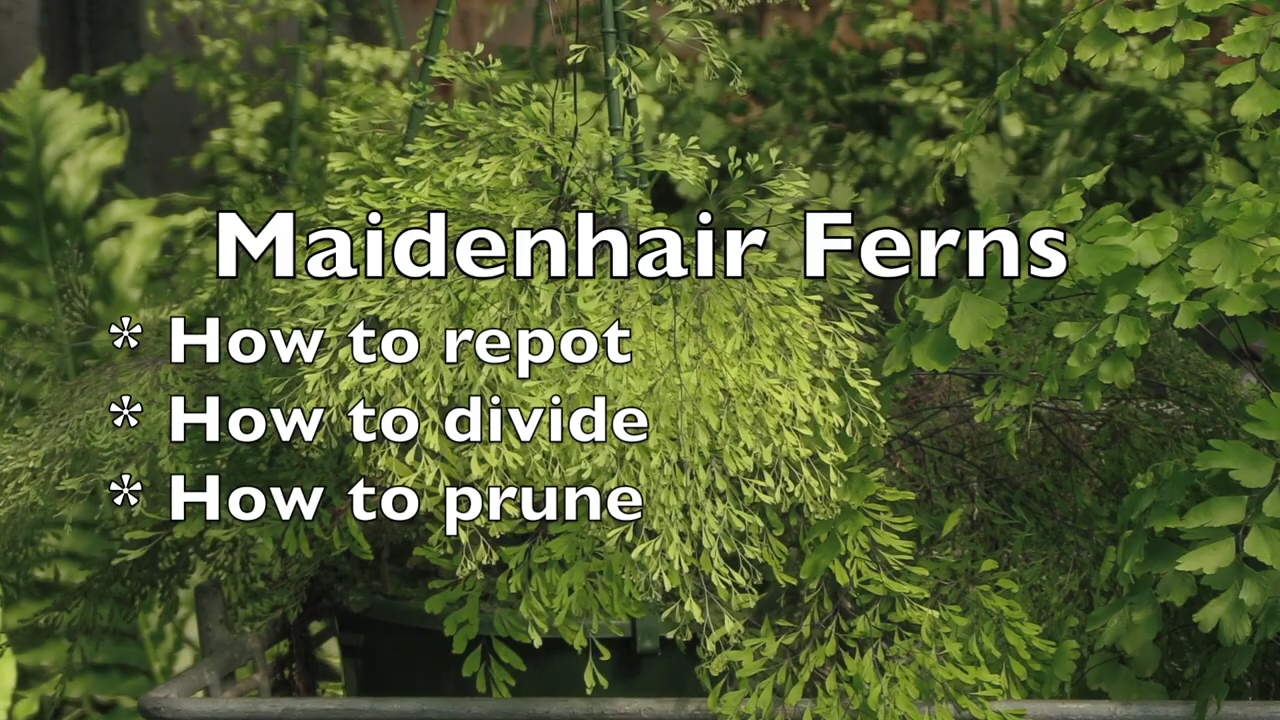 Maidenhair Ferns
* How to repot
* How to divide
* How to prune